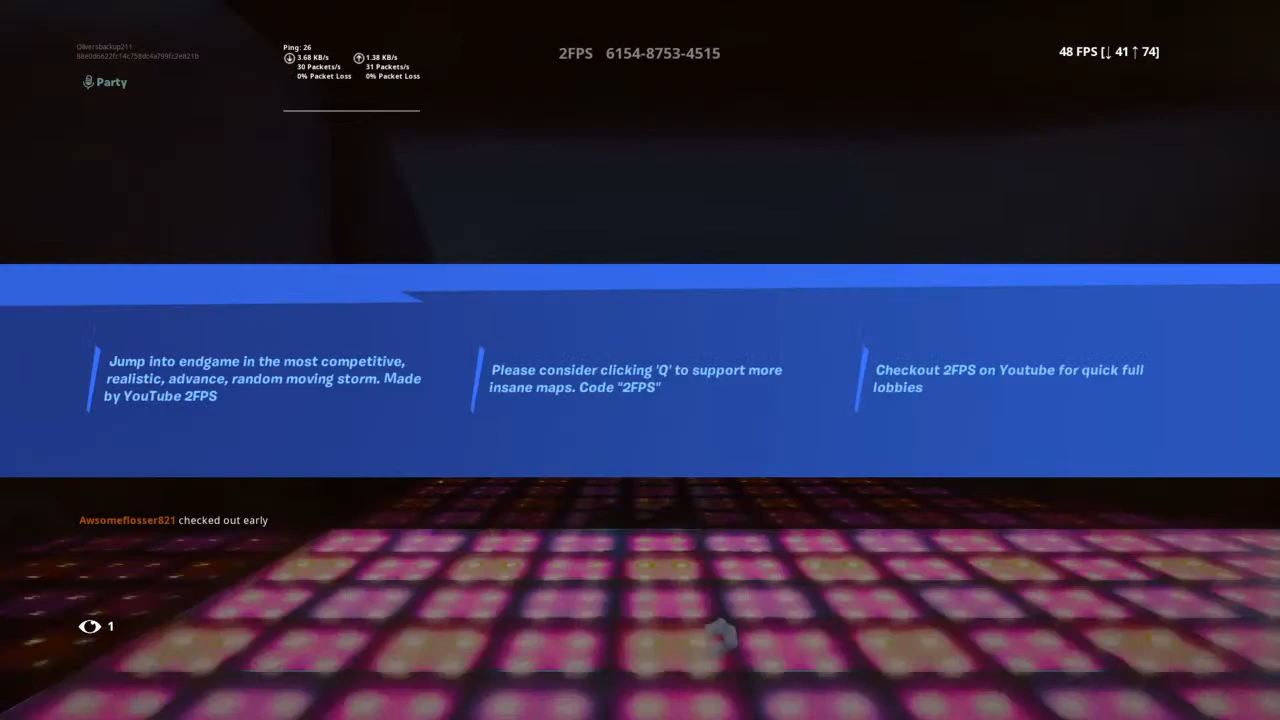 Oliversbackup211
Party
Ping: 26
3.68 KB/s
30 Packets/s
0% Packet Loss
1.38 KB/s
31 Packets/s
0% Packet Loss
2FPS 6154-8753-4515
48 FPS [↓ 41 ↑ 74]
Jump into endgame in the most competitive,
realistic, advance, random moving storm. Made
by YouTube 2FPS
Please consider clicking 'Q' to support more
insane maps. Code "2FPS"
Checkout 2FPS on Youtube for quick full
lobbies
Awsomeflosser821 checked out early
1